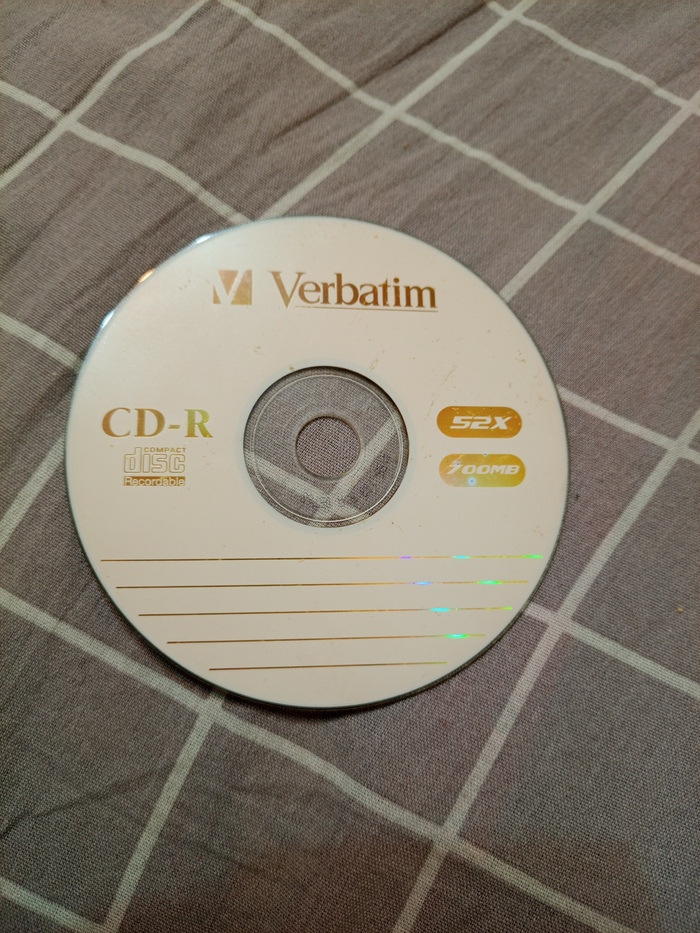 Verbatim
CD-R
COMPACT
disc
Recordable
52X
700MB